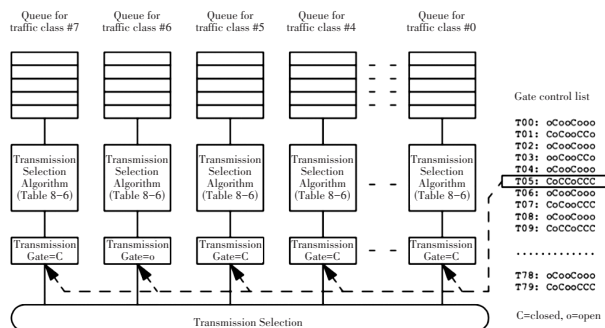 Queue for traffic class #7
Queue for traffic class #6
Queue for traffic class #5
Queue for traffic class #4
Queue for traffic class #0
Transmission Selection Algorithm (Table 8-6)
Transmission Selection Algorithm (Table 8-6)
Transmission Selection Algorithm (Table 8-6)
Transmission Selection Algorithm (Table 8-6)
Transmission Selection Algorithm (Table 8-6)
Transmission Gate=C
Transmission Gate=o
Transmission Gate=C
Transmission Gate=C
Transmission Gate=C
Transmission Selection
Gate control list
T00: oCooCooo
T01: CoCooCCo
T02: oCooCooo
T03: ooCooCCo
T04: oCooCooo
T05: CoCCoCCC
T06: oCooCooo
T07: CoCooCCC
T08: oCooCooo
T09: CoCCoCCC
. . . . . . . . . . . . .
T78: oCooCooo
T79: CoCooCCC
C=closed, o=open